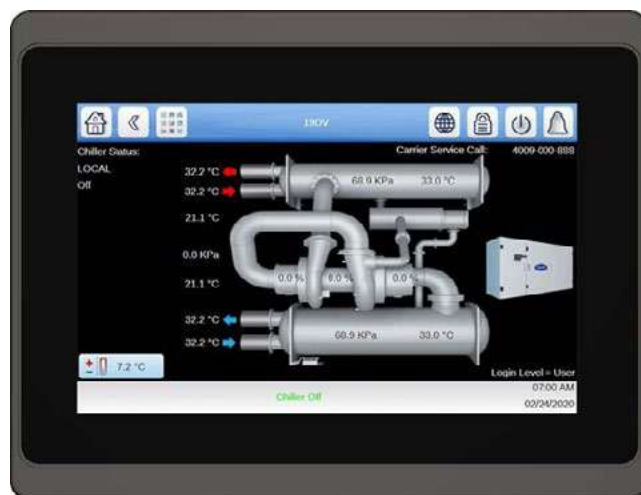 19DV
Chiller Status:
Carrier Service Call: 4009-000-898
LOCAL
Off
32.2 °C
32.2 °C
68.9 KPa 33.0 °C
21.1 °C
0.0 KPa
0.0 % 0.0 % 0.0 %
21.1 °C
32.2 °C
32.2 °C
68.9 KPa 33.0 °C
7.2 °C
Login Level = User
Chiller Off
07:00 AM
02/24/2020